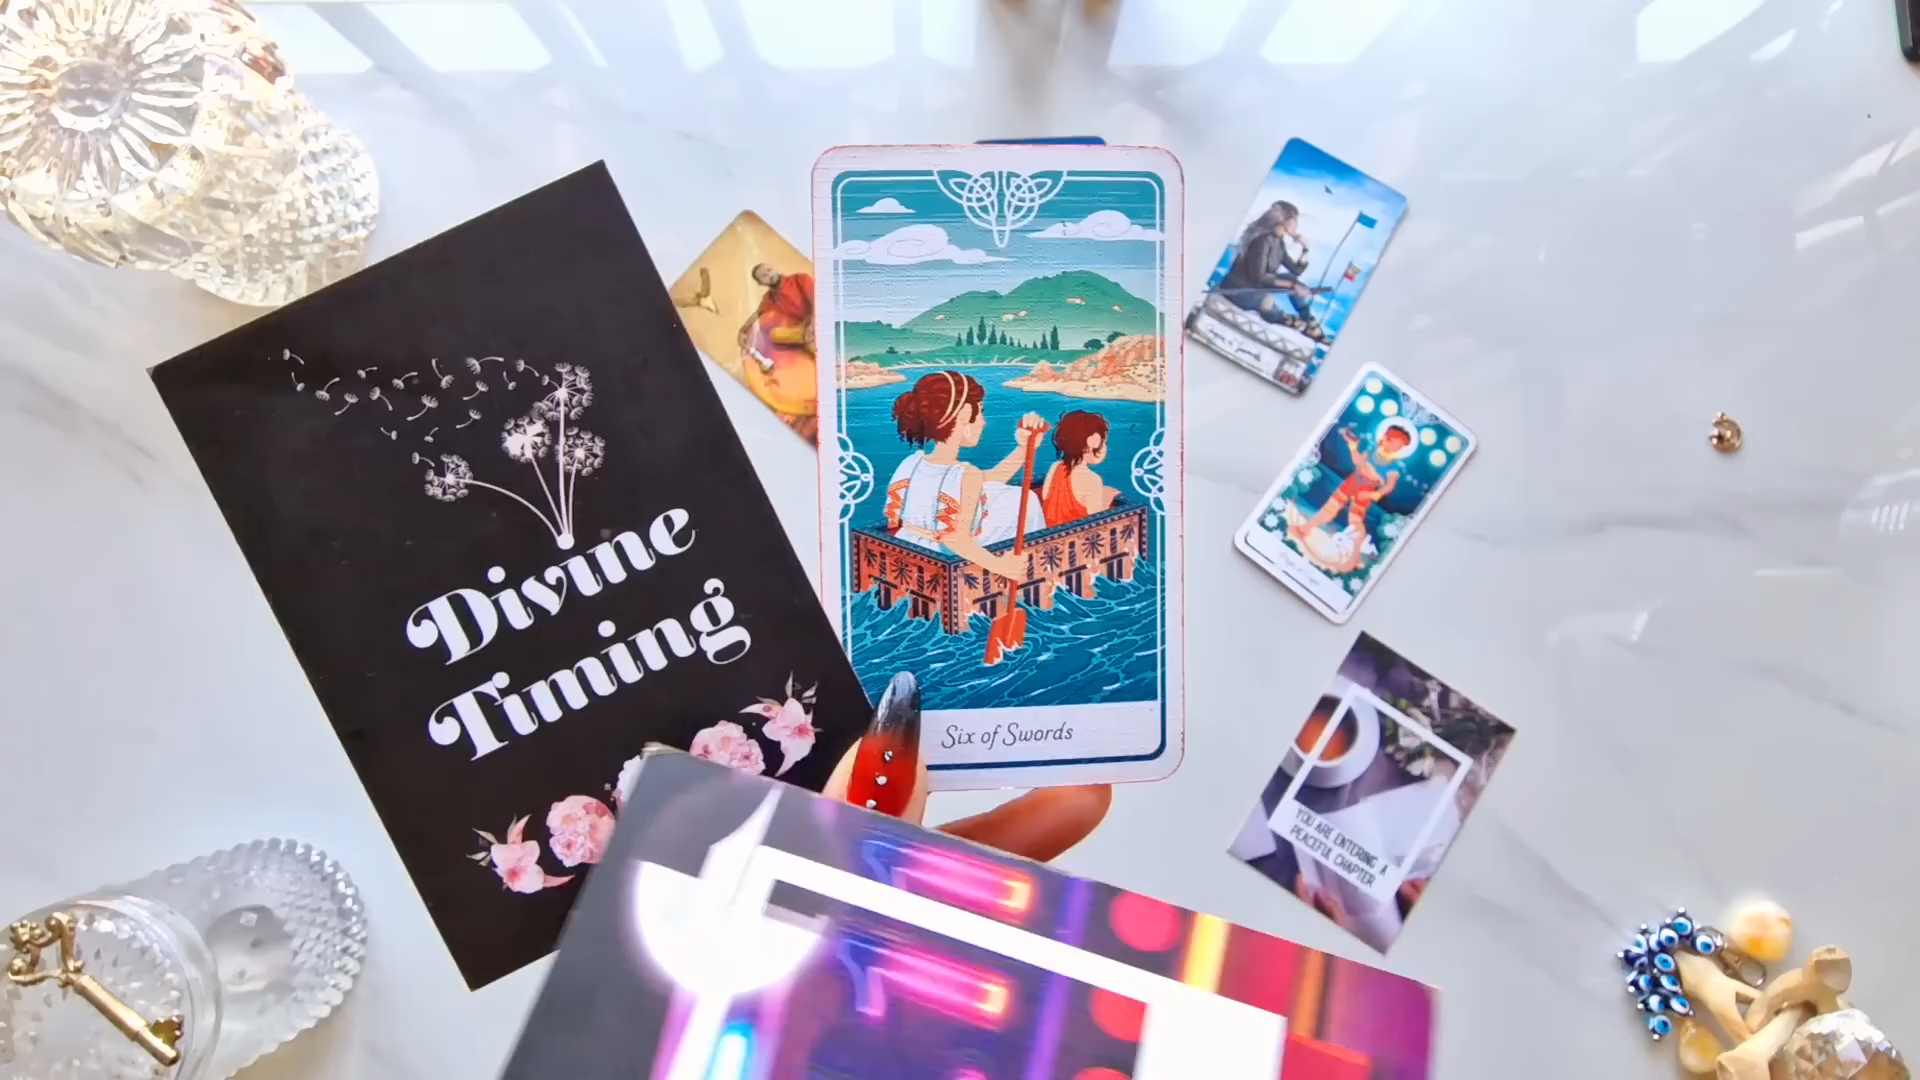 Divine
Timing
Six of Swords
YOU ARE ENTERING A
PEACEFUL CHAPTER